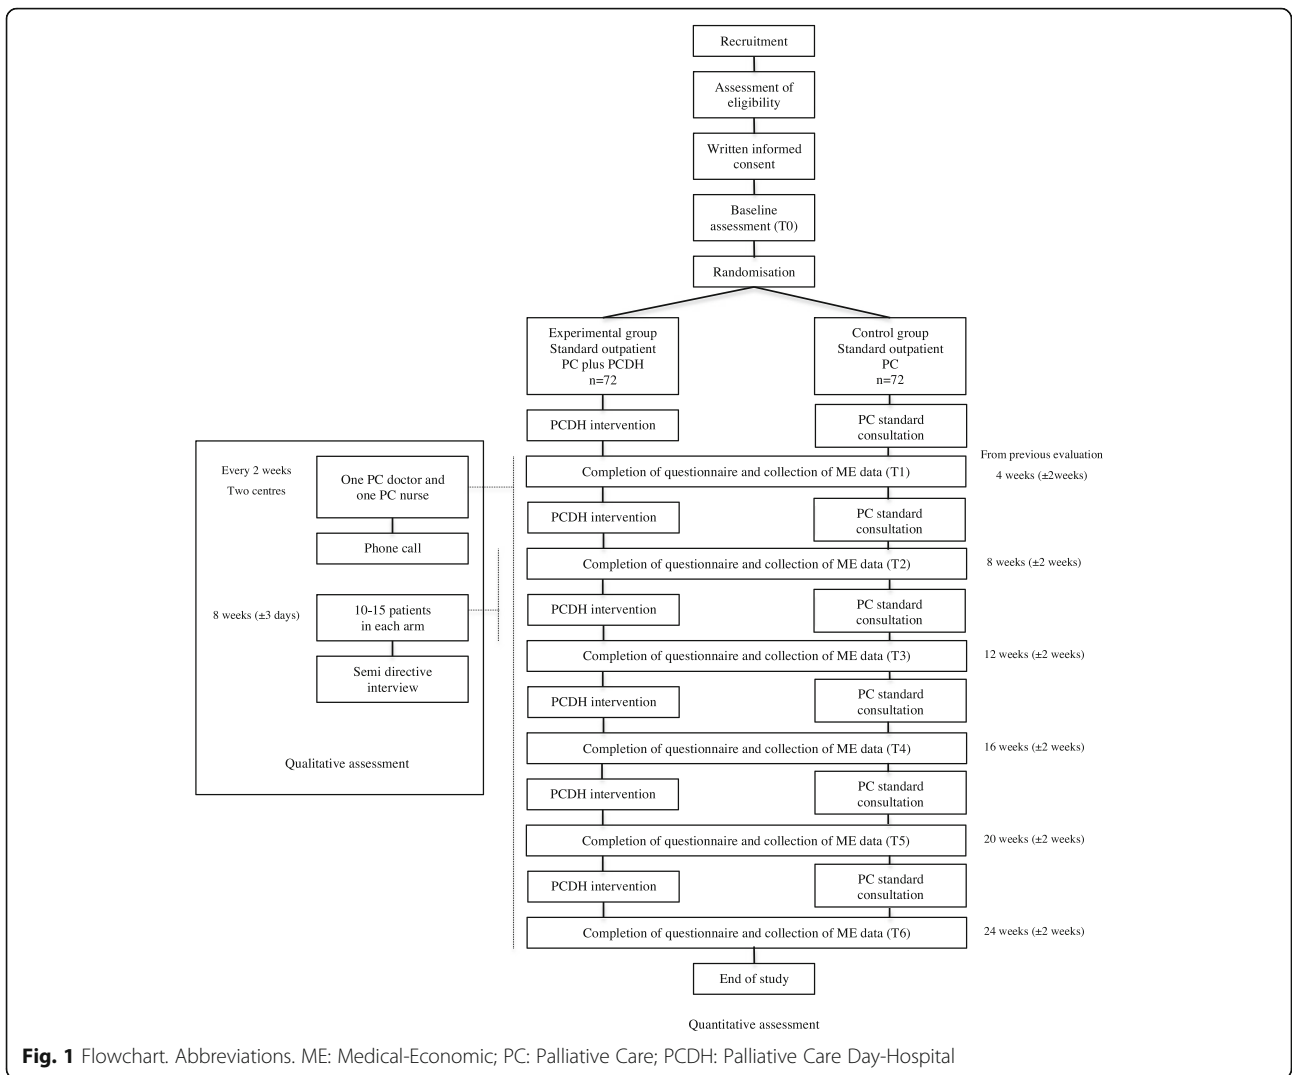 Recruitment
Assessment of
eligibility
Written informed
consent
Baseline
assessment (T0)
Randomisation
Experimental group
Standard outpatient
PC plus PCDH
n=72
Control group
Standard outpatient
PC
n=72
PCDH intervention
PC standard
consultation
From previous evaluation
Completion of questionnaire and collection of ME data (T1)
4 weeks (±2weeks)
PCDH intervention
PC standard
consultation
Completion of questionnaire and collection of ME data (T2)
8 weeks (±2 weeks)
PCDH intervention
PC standard
consultation
Completion of questionnaire and collection of ME data (T3)
12 weeks (±2 weeks)
PCDH intervention
PC standard
consultation
Completion of questionnaire and collection of ME data (T4)
16 weeks (±2 weeks)
PCDH intervention
PC standard
consultation
Completion of questionnaire and collection of ME data (T5)
20 weeks (±2 weeks)
PCDH intervention
PC standard
consultation
Completion of questionnaire and collection of ME data (T6)
24 weeks (±2 weeks)
End of study
Quantitative assessment
Every 2 weeks
Two centres
One PC doctor and
one PC nurse
Phone call
8 weeks (±3 days)
10-15 patients
in each arm
Semi directive
interview
Qualitative assessment
Fig. 1 Flowchart. Abbreviations. ME: Medical-Economic; PC: Palliative Care; PCDH: Palliative Care Day-Hospital